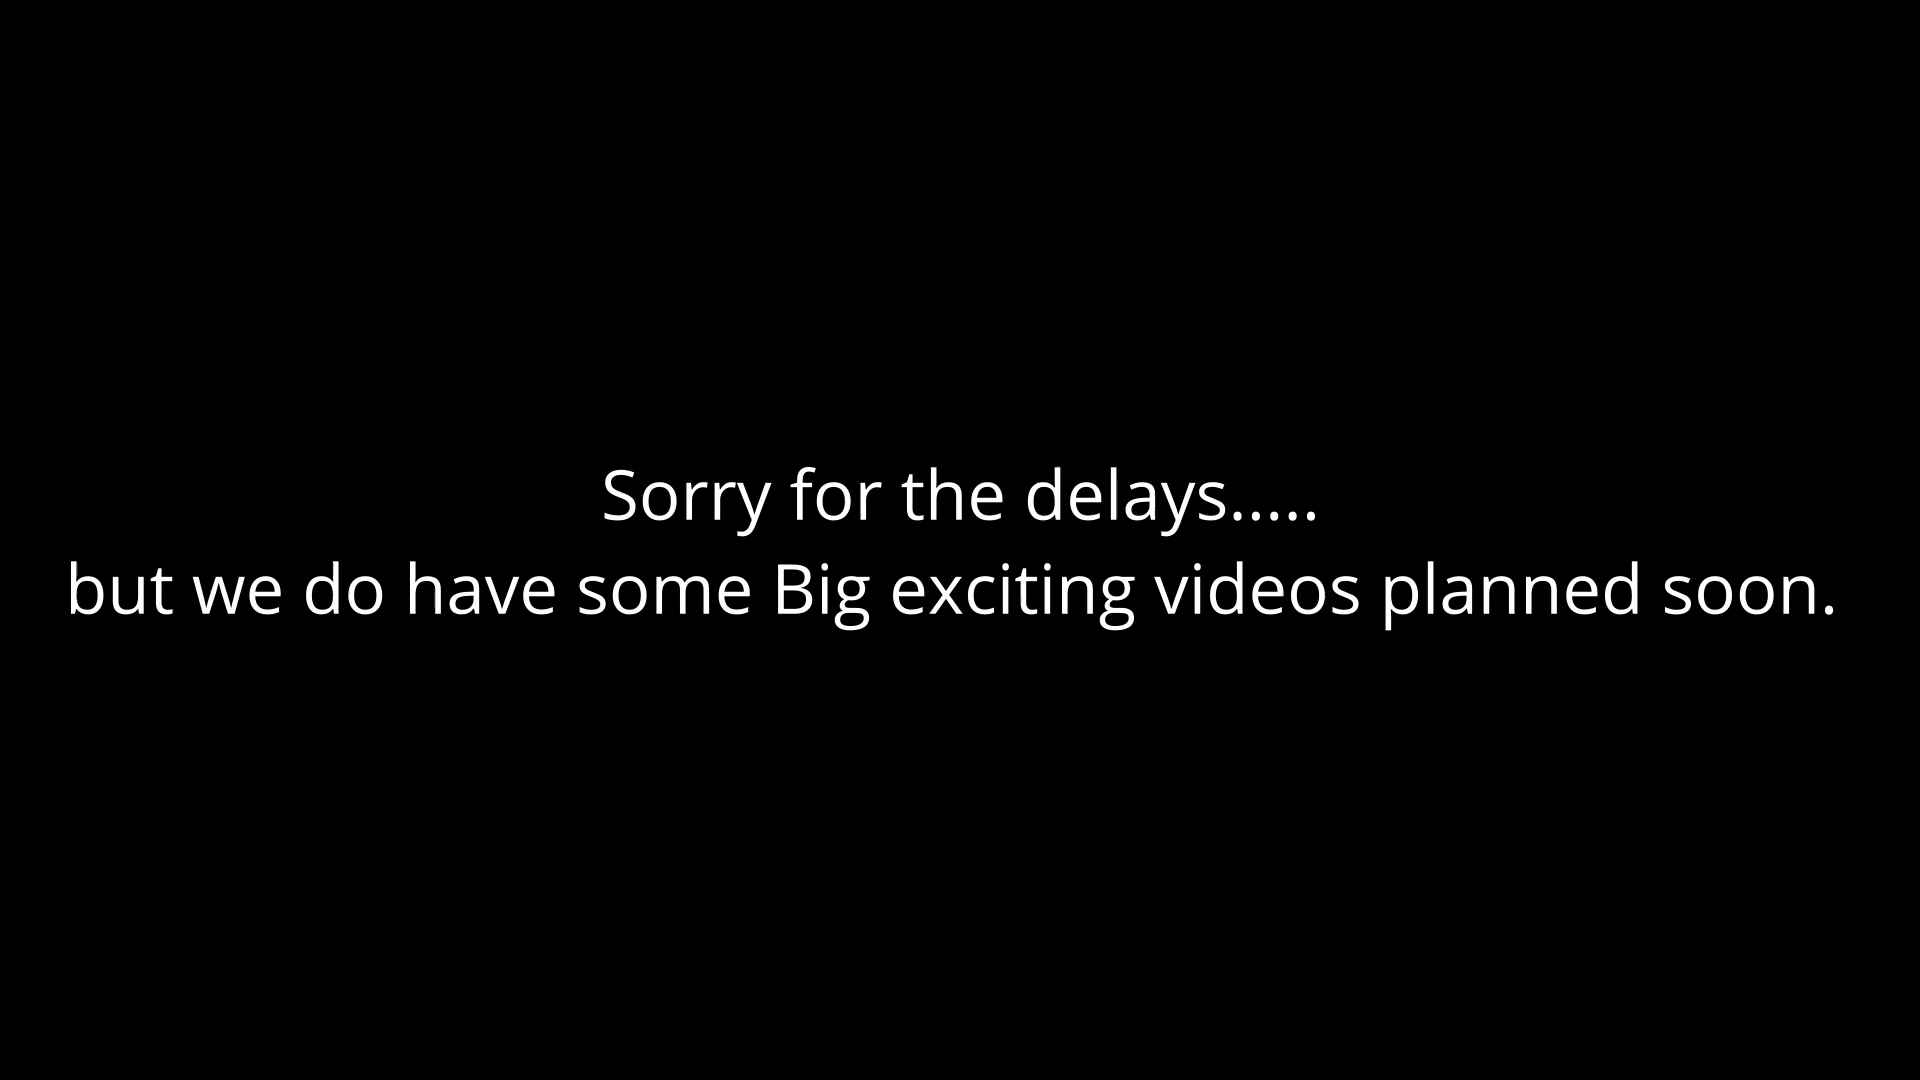 Sorry for the delays.....
but we do have some Big exciting videos planned soon.